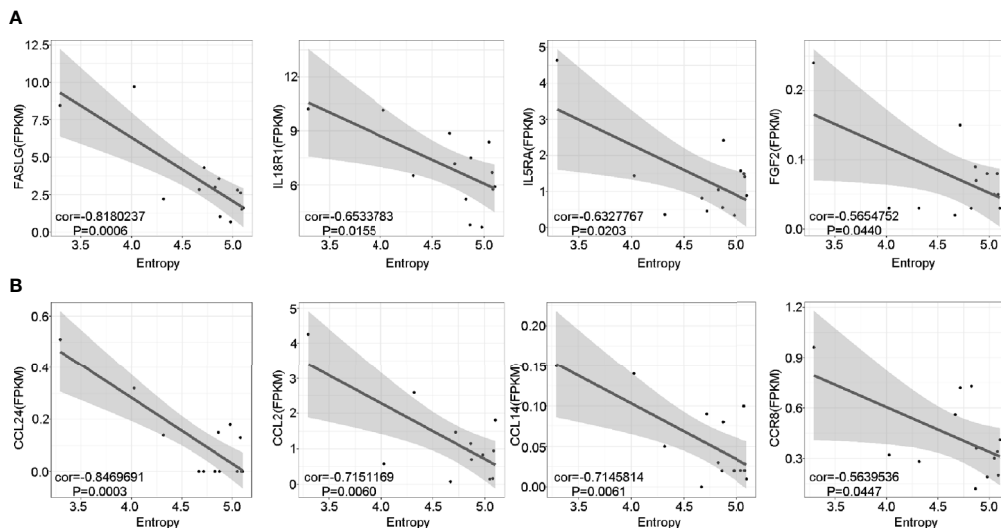 A
FASLG(FPKM)
12.5
10.0
7.5
5.0
2.5
0.0
cor=-0.8180237
P=0.0006
3.5 4.0 4.5 5.0
Entropy
IL18R1(FPKM)
12
9
6
cor=-0.6533783
P=0.0155
3.5 4.0 4.5 5.0
Entropy
IL5RA(FPKM)
5
4
3
2
1
0
cor=-0.6327767
P=0.0203
3.5 4.0 4.5 5.0
Entropy
FGF2(FPKM)
0.2
0.1
0.0
cor=-0.5654752
P=0.0440
3.5 4.0 4.5 5.0
Entropy
B
CCL24(FPKM)
0.6
0.4
0.2
0.0
cor=-0.8469691
P=0.0003
3.5 4.0 4.5 5.0
Entropy
CCL2(FPKM)
5
4
3
2
1
0
cor=-0.7151169
P=0.0060
3.5 4.0 4.5 5.0
Entropy
CCL14(FPKM)
0.20
0.15
0.10
0.05
0.00
cor=-0.7145814
P=0.0061
3.5 4.0 4.5 5.0
Entropy
CCR8(FPKM)
1.2
0.9
0.6
0.3
cor=-0.5639536
P=0.0447
3.5 4.0 4.5 5.0
Entropy